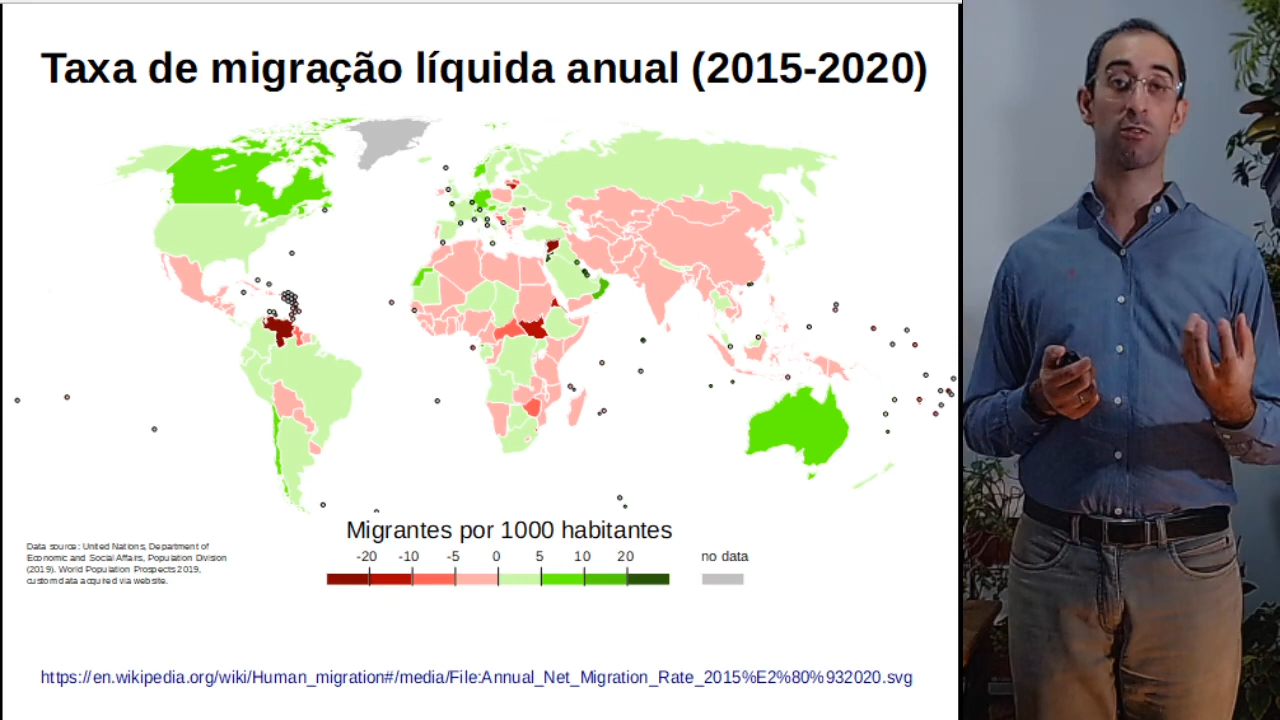 Taxa de migração líquida anual (2015-2020)
Migrantes por 1000 habitantes
-20 -10 -5 0 5 10 20 no data
Data source: United Nations, Department of
Economic and Social Affairs, Population Division
(2019). World Population Prospects 2019,
custom data acquired via website.
https://en.wikipedia.org/wiki/Human_migration#/media/File:Annual_Net_Migration_Rate_2015%E2%80%932020.svg